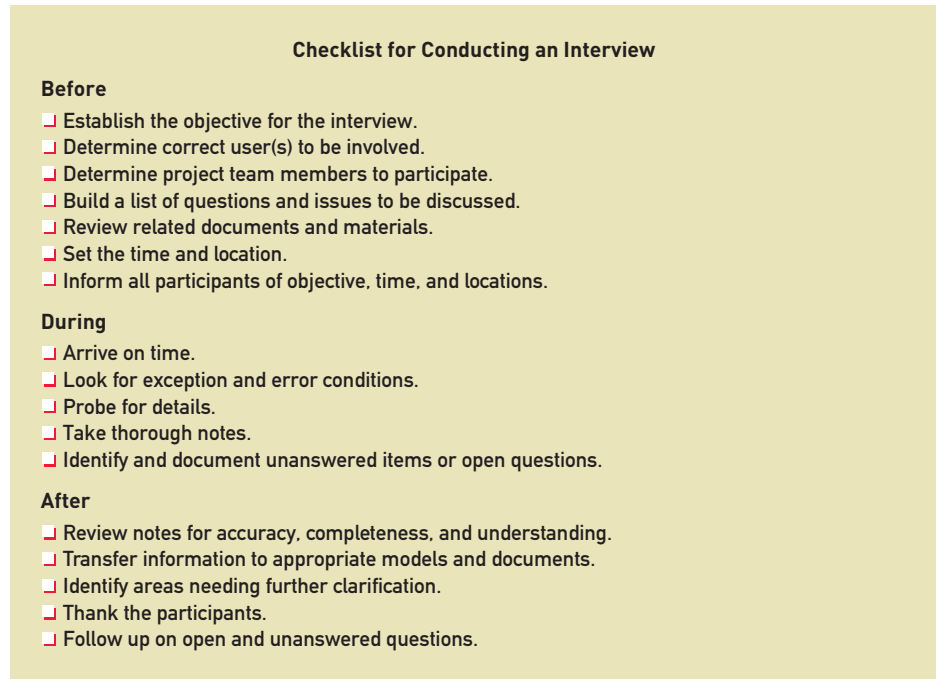 Checklist for Conducting an Interview
Before
Establish the objective for the interview.
Determine correct user(s) to be involved.
Determine project team members to participate.
Build a list of questions and issues to be discussed.
Review related documents and materials.
Set the time and location.
Inform all participants of objective, time, and locations.
During
Arrive on time.
Look for exception and error conditions.
Probe for details.
Take thorough notes.
Identify and document unanswered items or open questions.
After
Review notes for accuracy, completeness, and understanding.
Transfer information to appropriate models and documents.
Identify areas needing further clarification.
Thank the participants.
Follow up on open and unanswered questions.